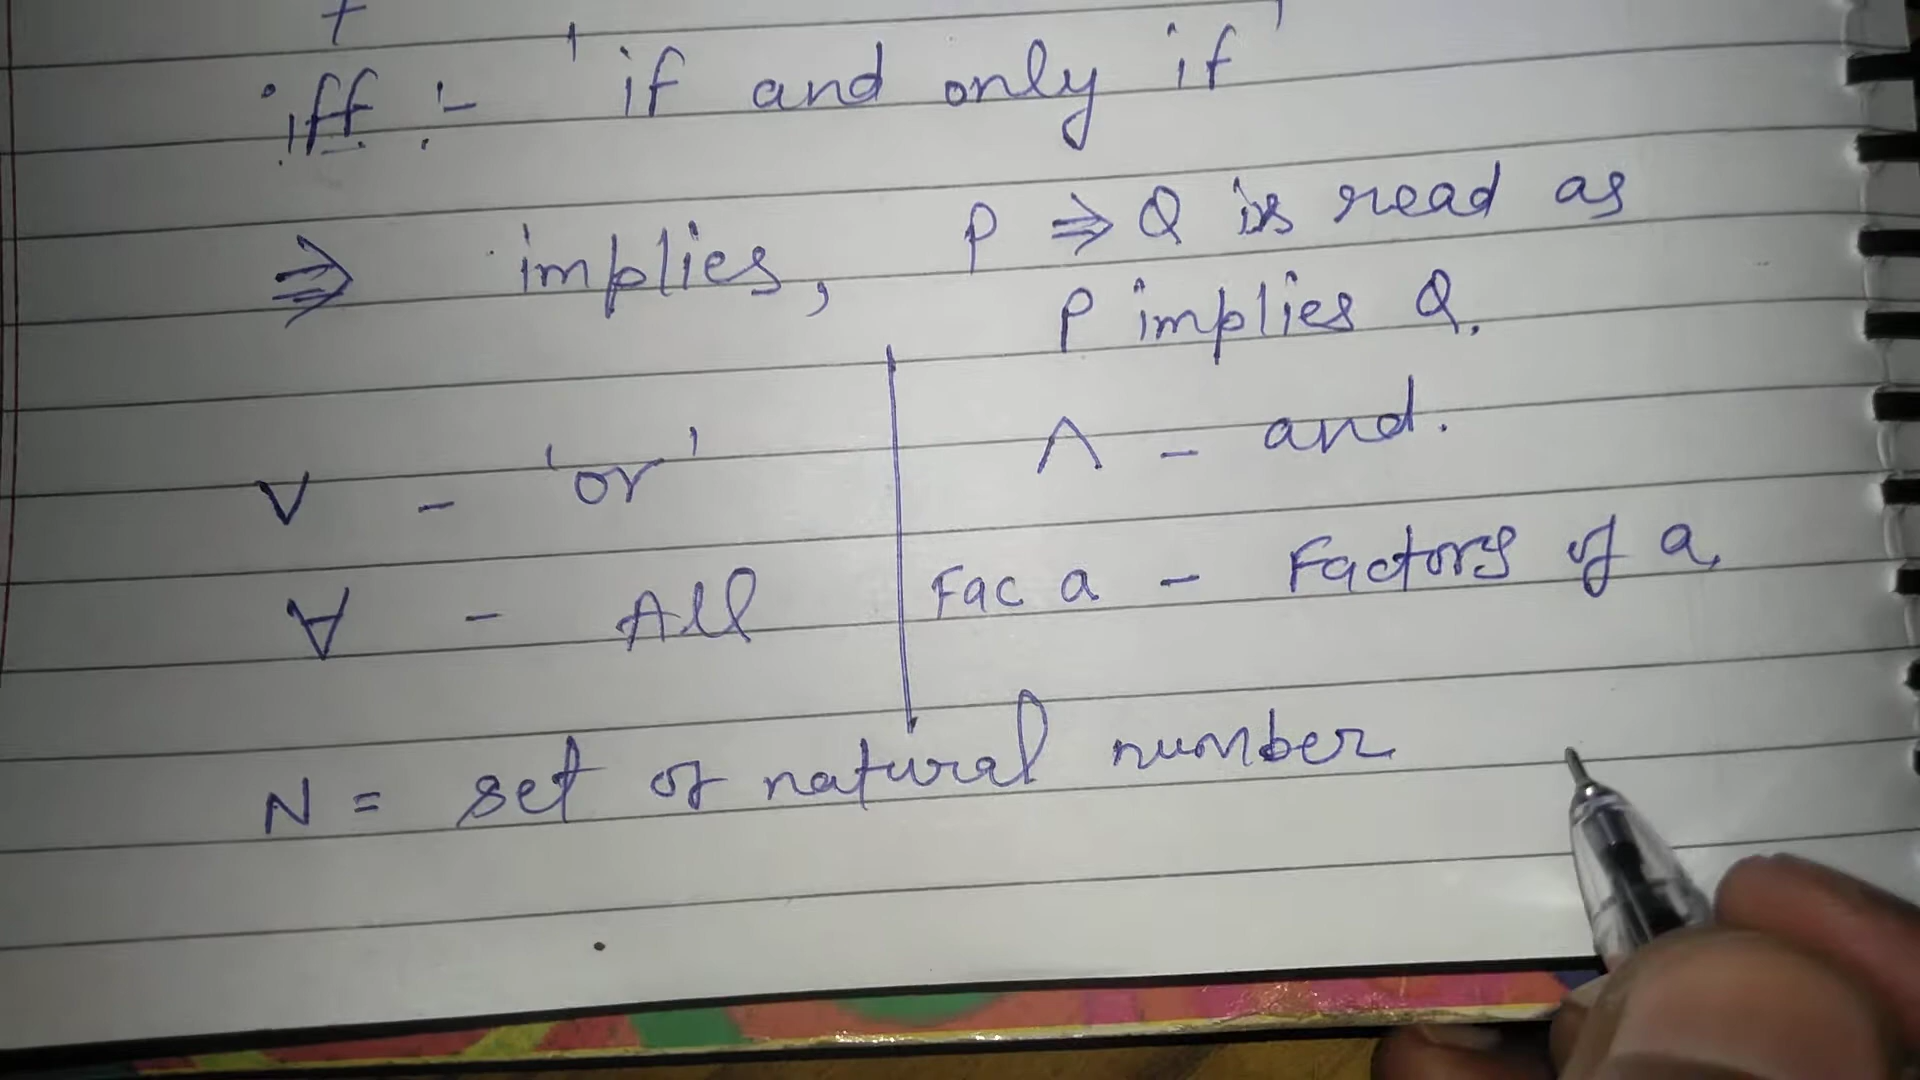 iff :- 'if and only if'
⇒ implies, P ⇒ Q is read as
P implies Q.
∨ - 'or'
∧ - and.
∀ - All
Fac a - Factors of a,
N = set of natural number